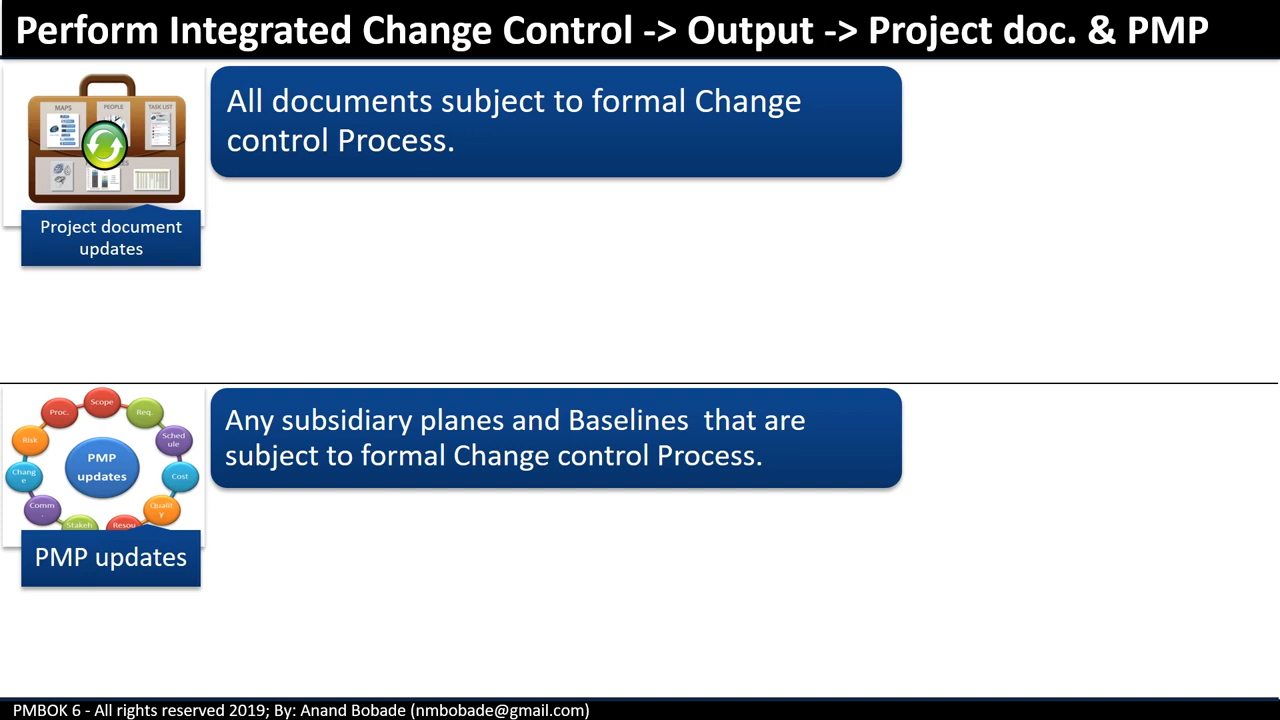 Perform Integrated Change Control -> Output -> Project doc. & PMP
MAPS
PEOPLE
TASK LIST
All documents subject to formal Change
control Process.
Project document
updates
Scope
Proc.
Req.
Risk
Sched
ule
PMP
updates
Chang
e
Cost
Comm
.
Qualit
y
Stakeh
Resou
Any subsidiary planes and Baselines  that are
subject to formal Change control Process.
PMP updates
PMBOK 6 - All rights reserved 2019; By: Anand Bobade (nmbobade@gmail.com)